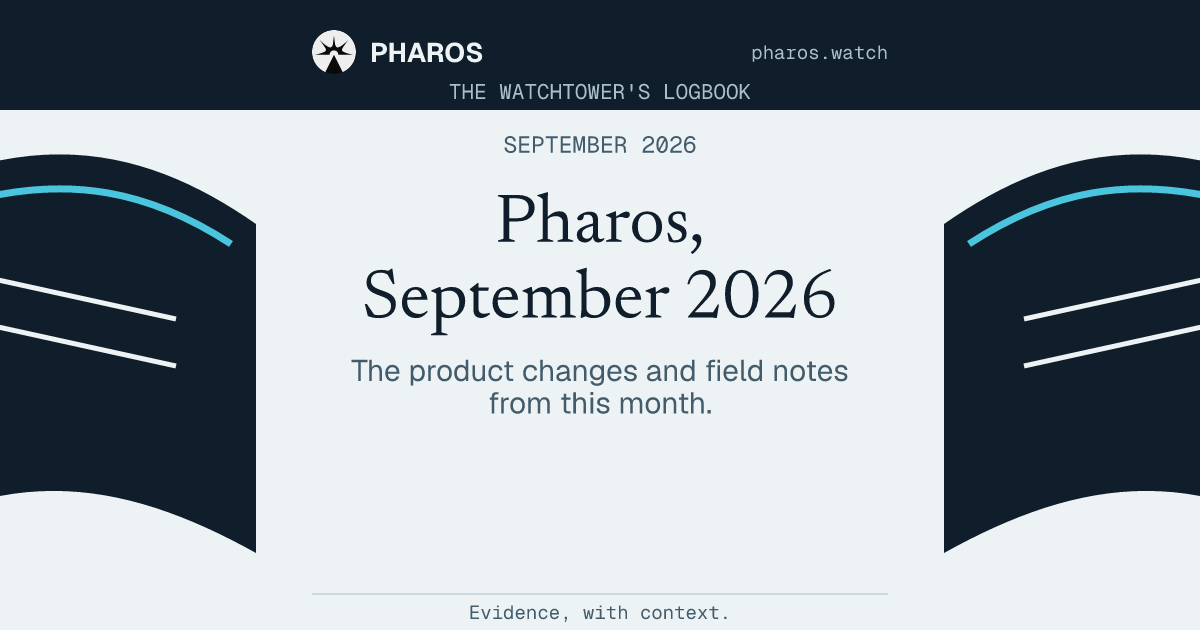 PHAROS
pharos.watch
THE WATCHTOWER'S LOGBOOK
SEPTEMBER 2026
Pharos,
September 2026
The product changes and field notes
from this month.
Evidence, with context.